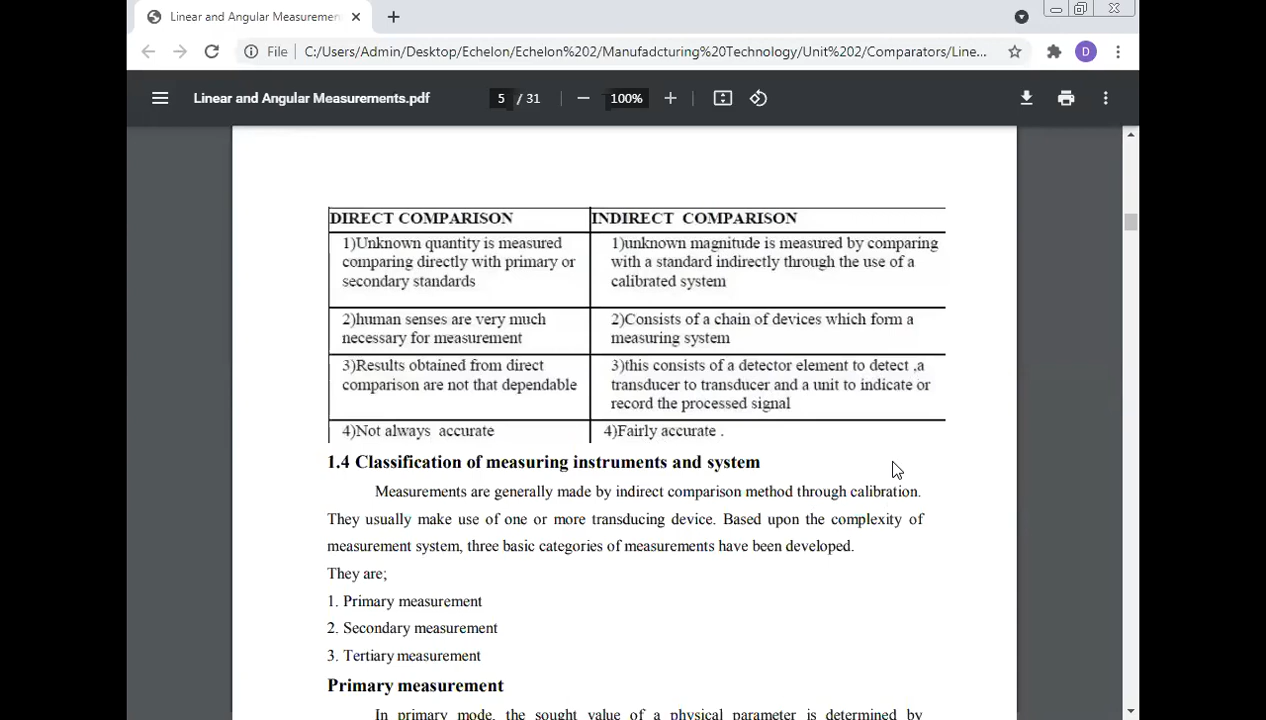 Linear and Angular Measuremen
File C:/Users/Admin/Desktop/Echelon/Echelon%202/Manufadcturing%20Technology/Unit%202/Comparators/Line...
D
Linear and Angular Measurements.pdf
5 / 31
100%
DIRECT COMPARISON
1)Unknown quantity is measured
comparing directly with primary or
secondary standards
2)human senses are very much
necessary for measurement
3)Results obtained from direct
comparison are not that dependable
4)Not always accurate
INDIRECT COMPARISON
1)unknown magnitude is measured by comparing
with a standard indirectly through the use of a
calibrated system
2)Consists of a chain of devices which form a
measuring system
3)this consists of a detector element to detect ,a
transducer to transducer and a unit to indicate or
record the processed signal
4)Fairly accurate .
1.4 Classification of measuring instruments and system
Measurements are generally made by indirect comparison method through calibration.
They usually make use of one or more transducing device. Based upon the complexity of
measurement system, three basic categories of measurements have been developed.
They are;
1. Primary measurement
2. Secondary measurement
3. Tertiary measurement
Primary measurement
In primary mode, the sought value of a physical parameter is determined by